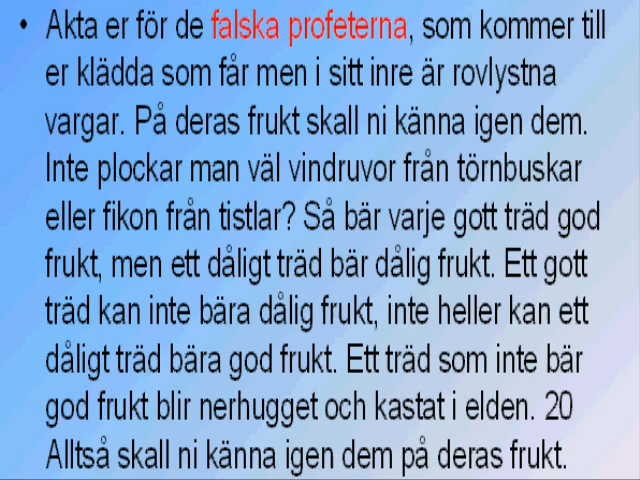 • Akta er för de falska profeterna, som kommer till
er klädda som får men i sitt inre är rovlystna
vargar. På deras frukt skall ni känna igen dem.
Inte plockar man väl vindruvor från törnbuskar
eller fikon från tistlar? Så bär varje gott träd god
frukt, men ett dåligt träd bär dålig frukt. Ett gott
träd kan inte bära dålig frukt, inte heller kan ett
dåligt träd bära god frukt. Ett träd som inte bär
god frukt blir nerhugget och kastat i elden. 20
Alltså skall ni känna igen dem på deras frukt.